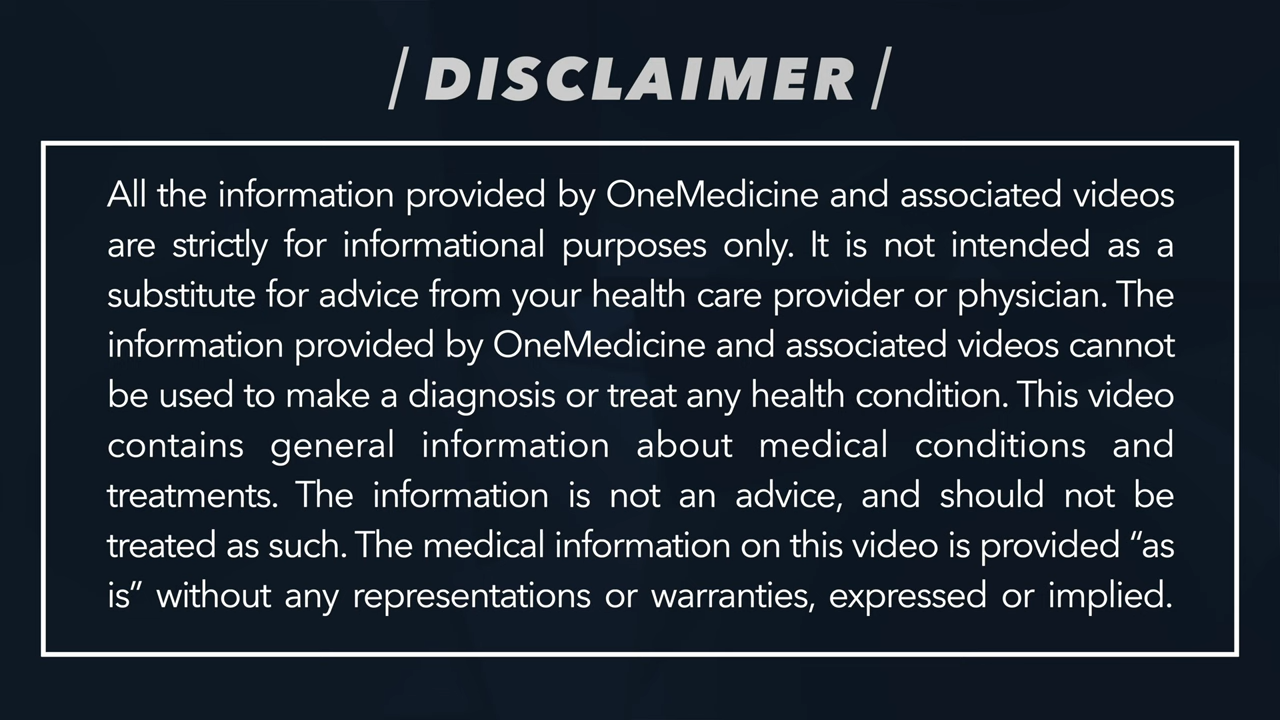 / DISCLAIMER /
All the information provided by OneMedicine and associated videos
are strictly for informational purposes only. It is not intended as a
substitute for advice from your health care provider or physician. The
information provided by OneMedicine and associated videos cannot
be used to make a diagnosis or treat any health condition. This video
contains general information about medical conditions and
treatments. The information is not an advice, and should not be
treated as such. The medical information on this video is provided “as
is” without any representations or warranties, expressed or implied.